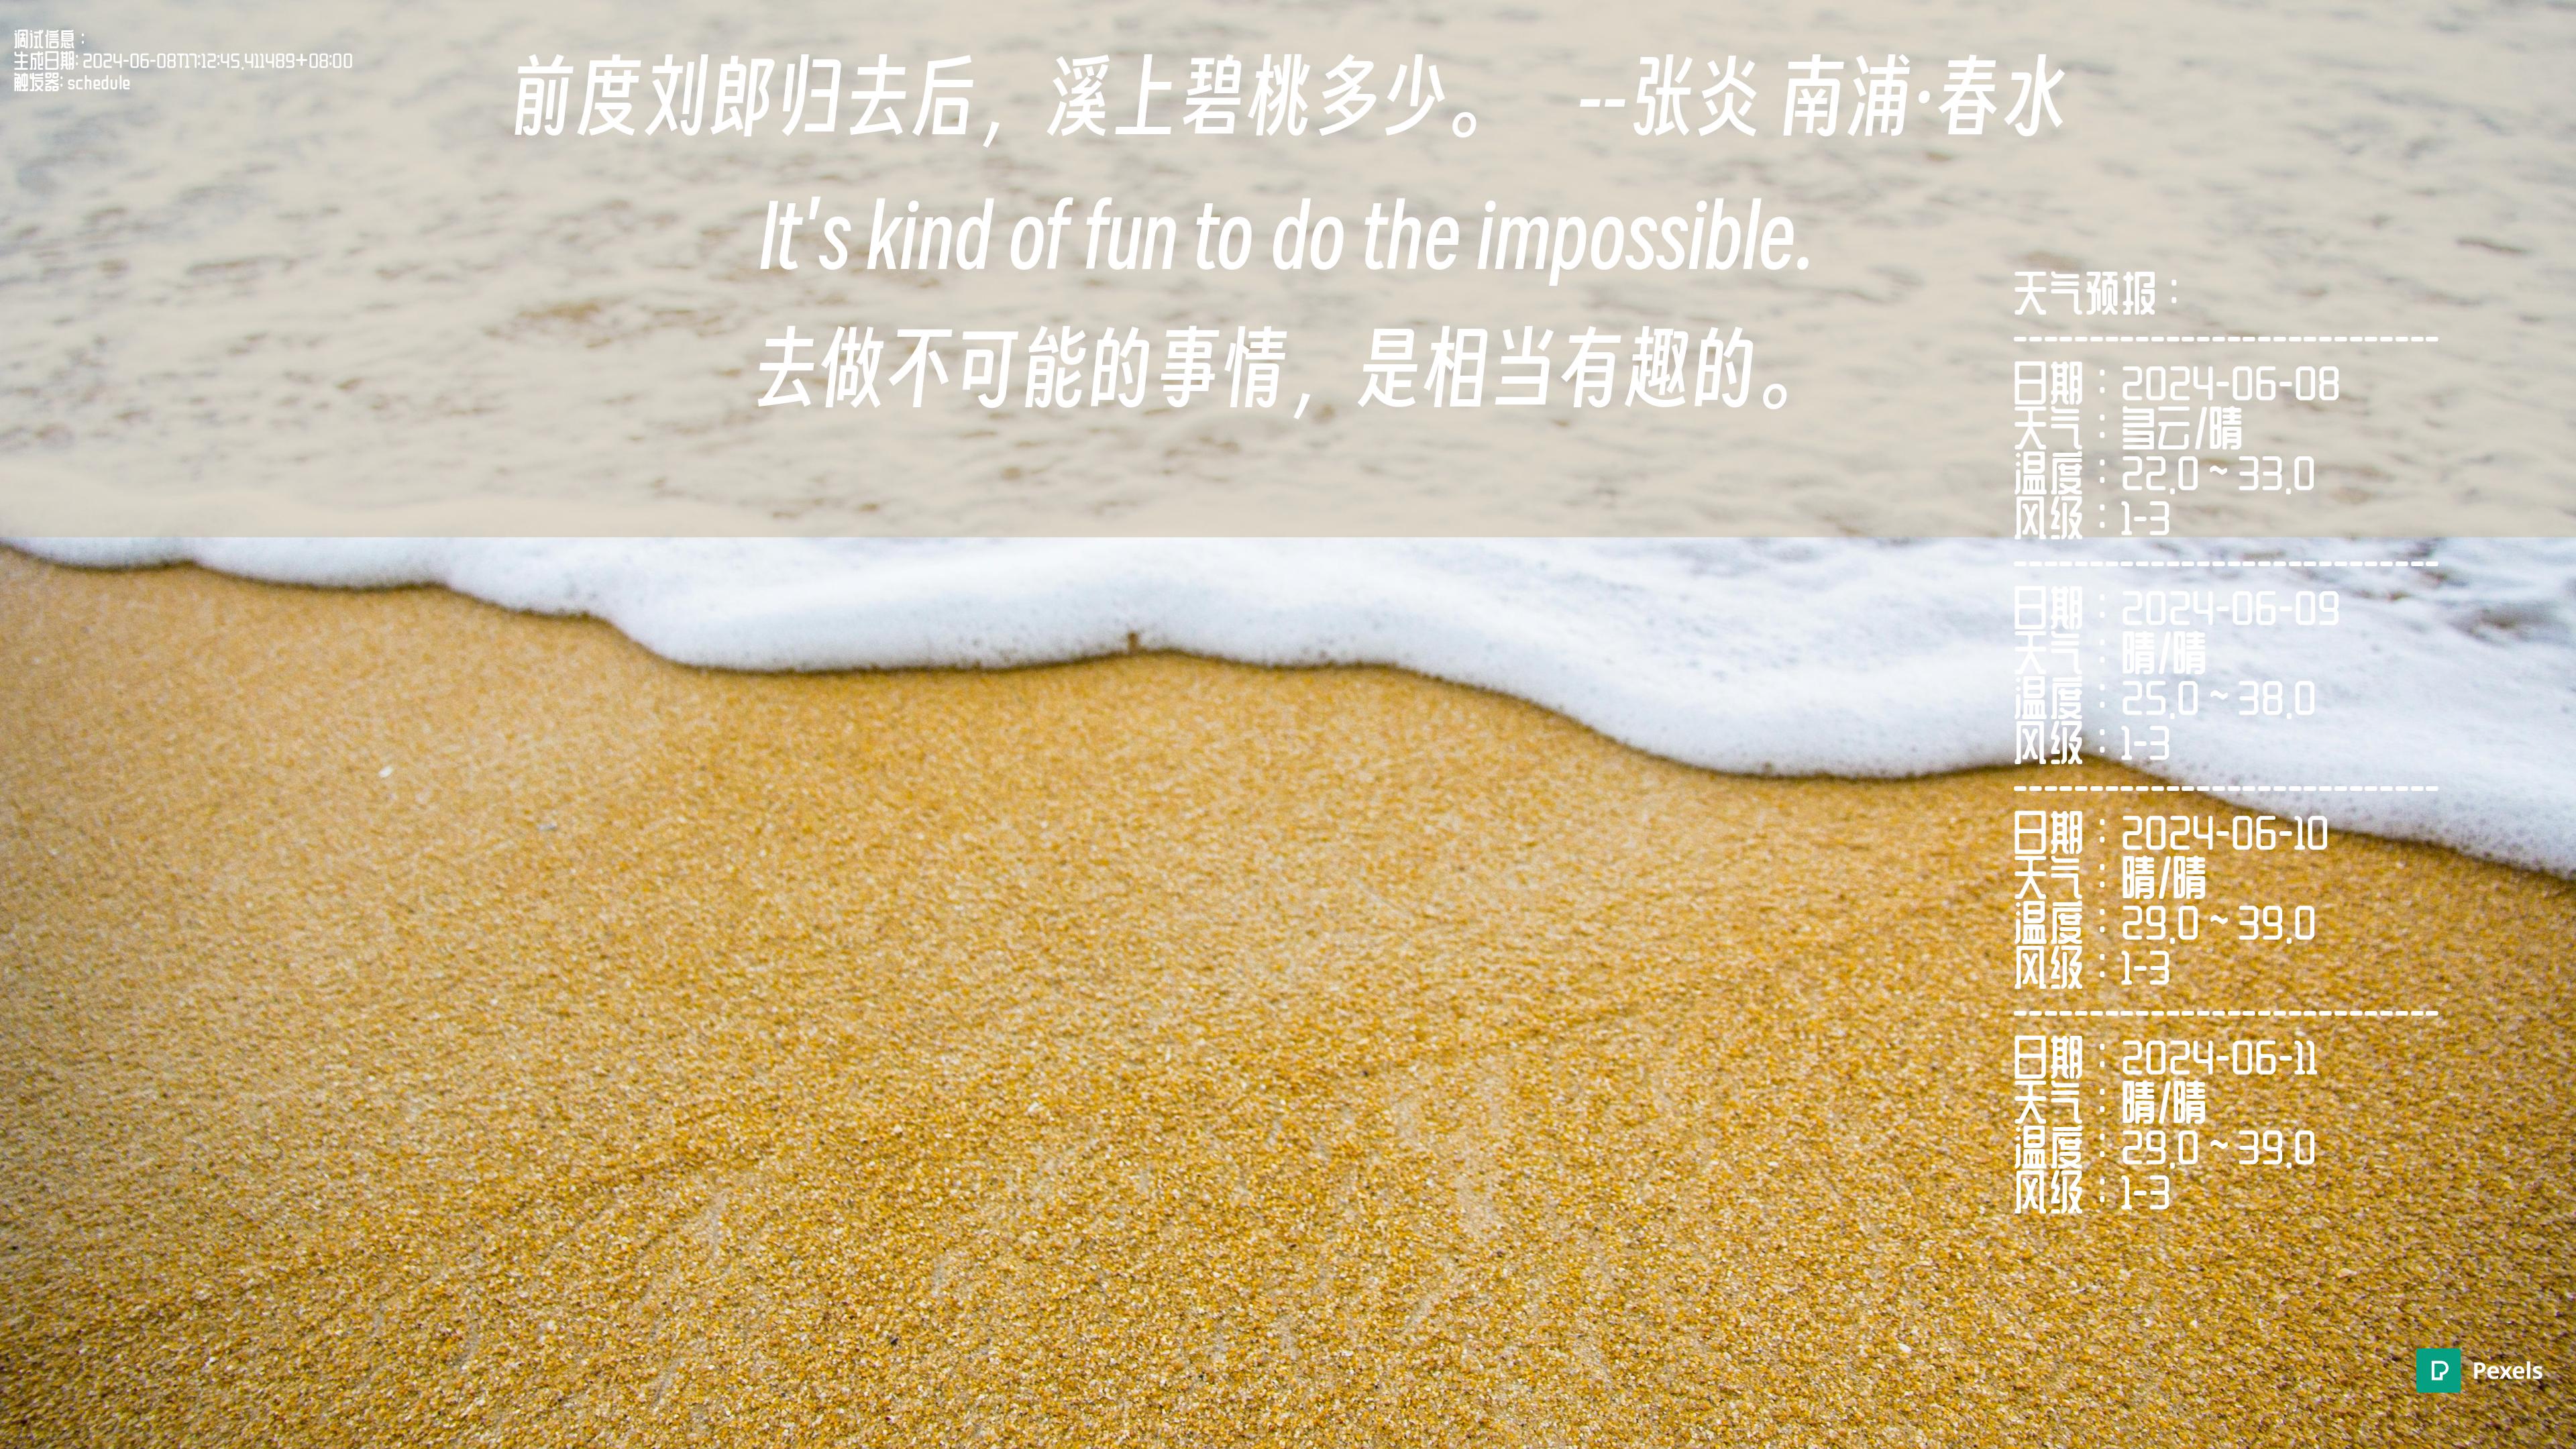 调试信息：
生成日期: 2024-06-08T17:12:45.411489+08:00
触发器: schedule
前度刘郎归去后，溪上碧桃多少。 --张炎 南浦·春水
It's kind of fun to do the impossible.
去做不可能的事情，是相当有趣的。
天气预报：
----------------------------
日期：2024-06-08
天气：多云/晴
温度：22.0 ~ 33.0
风级：1-3
----------------------------
日期：2024-06-09
天气：晴/晴
温度：25.0 ~ 38.0
风级：1-3
----------------------------
日期：2024-06-10
天气：晴/晴
温度：29.0 ~ 39.0
风级：1-3
----------------------------
日期：2024-06-11
天气：晴/晴
温度：29.0 ~ 39.0
风级：1-3
Pexels